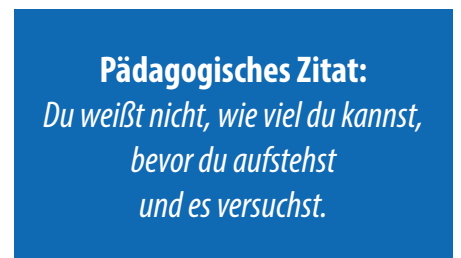 Pädagogisches Zitat:
Du weißt nicht, wie viel du kannst,
bevor du aufstehst
und es versuchst.